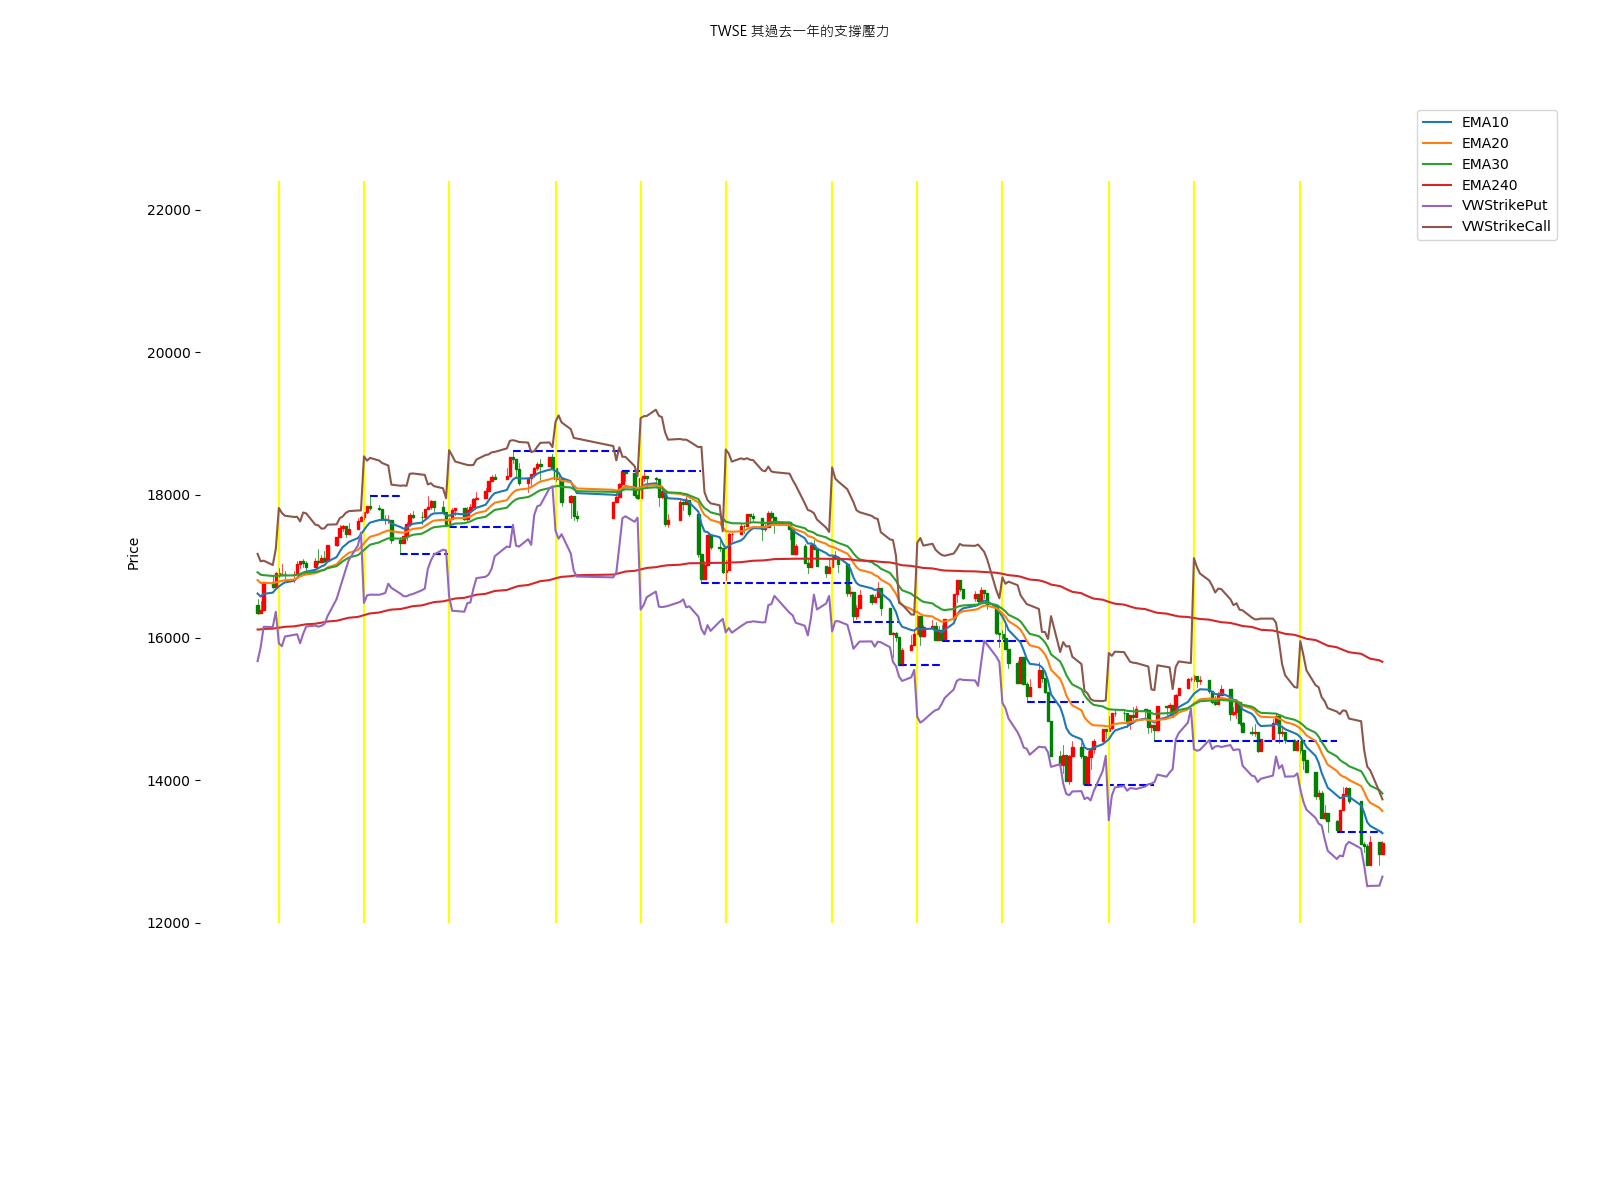 TWSE 其過去一年的支撐壓力
EMA10
EMA20
EMA30
EMA240
VWStrikePut
VWStrikeCall
22000
20000
18000
16000
14000
12000
Price